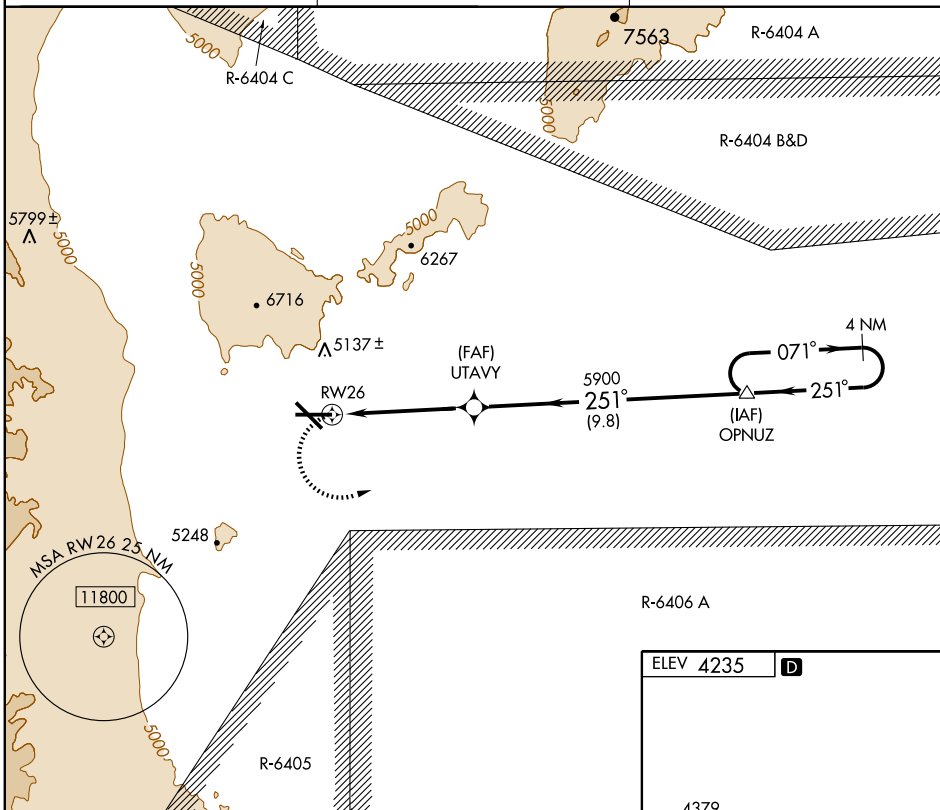 5000
R-6404 C
7563
R-6404 A
5000
R-6404 B&D
5799 ±
5000
5000
6267
5000
6716
5137 ±
4 NM
071°
(FAF)
UTAVY
5900
251°
(9.8)
251°
RW26
(IAF)
OPNUZ
5248
MSA RW26 25 NM
11800
R-6406 A
ELEV 4235
D
5000
R-6405
4379